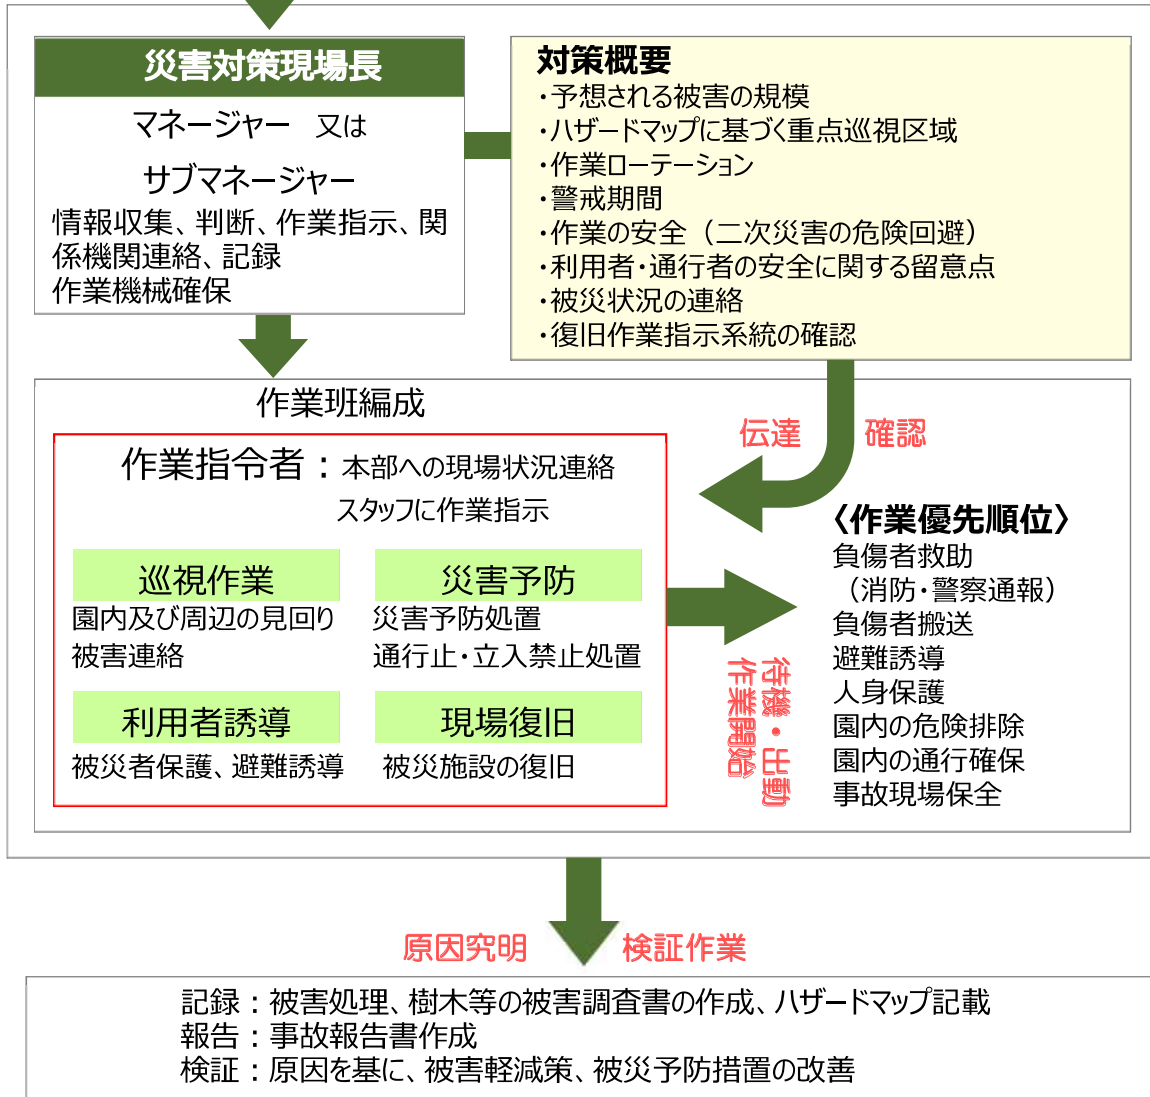 災害対策現場長
マネージャー 又は
サブマネージャー
情報収集、判断、作業指示、関
係機関連絡、記録
作業機械確保
対策概要
・予想される被害の規模
・ハザードマップに基づく重点巡視区域
・作業ローテーション
・警戒期間
・作業の安全（二次災害の危険回避）
・利用者・通行者の安全に関する留意点
・被災状況の連絡
・復旧作業指示系統の確認
伝達 確認
作業班編成
作業指令者：本部への現場状況連絡
スタッフに作業指示
巡視作業
園内及び周辺の見回り
被害連絡
災害予防
災害予防処置
通行止・立入禁止処置
利用者誘導
被災者保護、避難誘導
現場復旧
被災施設の復旧
待機・出動
作業開始
〈作業優先順位〉
負傷者救助
（消防・警察通報）
負傷者搬送
避難誘導
人身保護
園内の危険排除
園内の通行確保
事故現場保全
原因究明 検証作業
記録：被害処理、樹木等の被害調査書の作成、ハザードマップ記載
報告：事故報告書作成
検証：原因を基に、被害軽減策、被災予防措置の改善